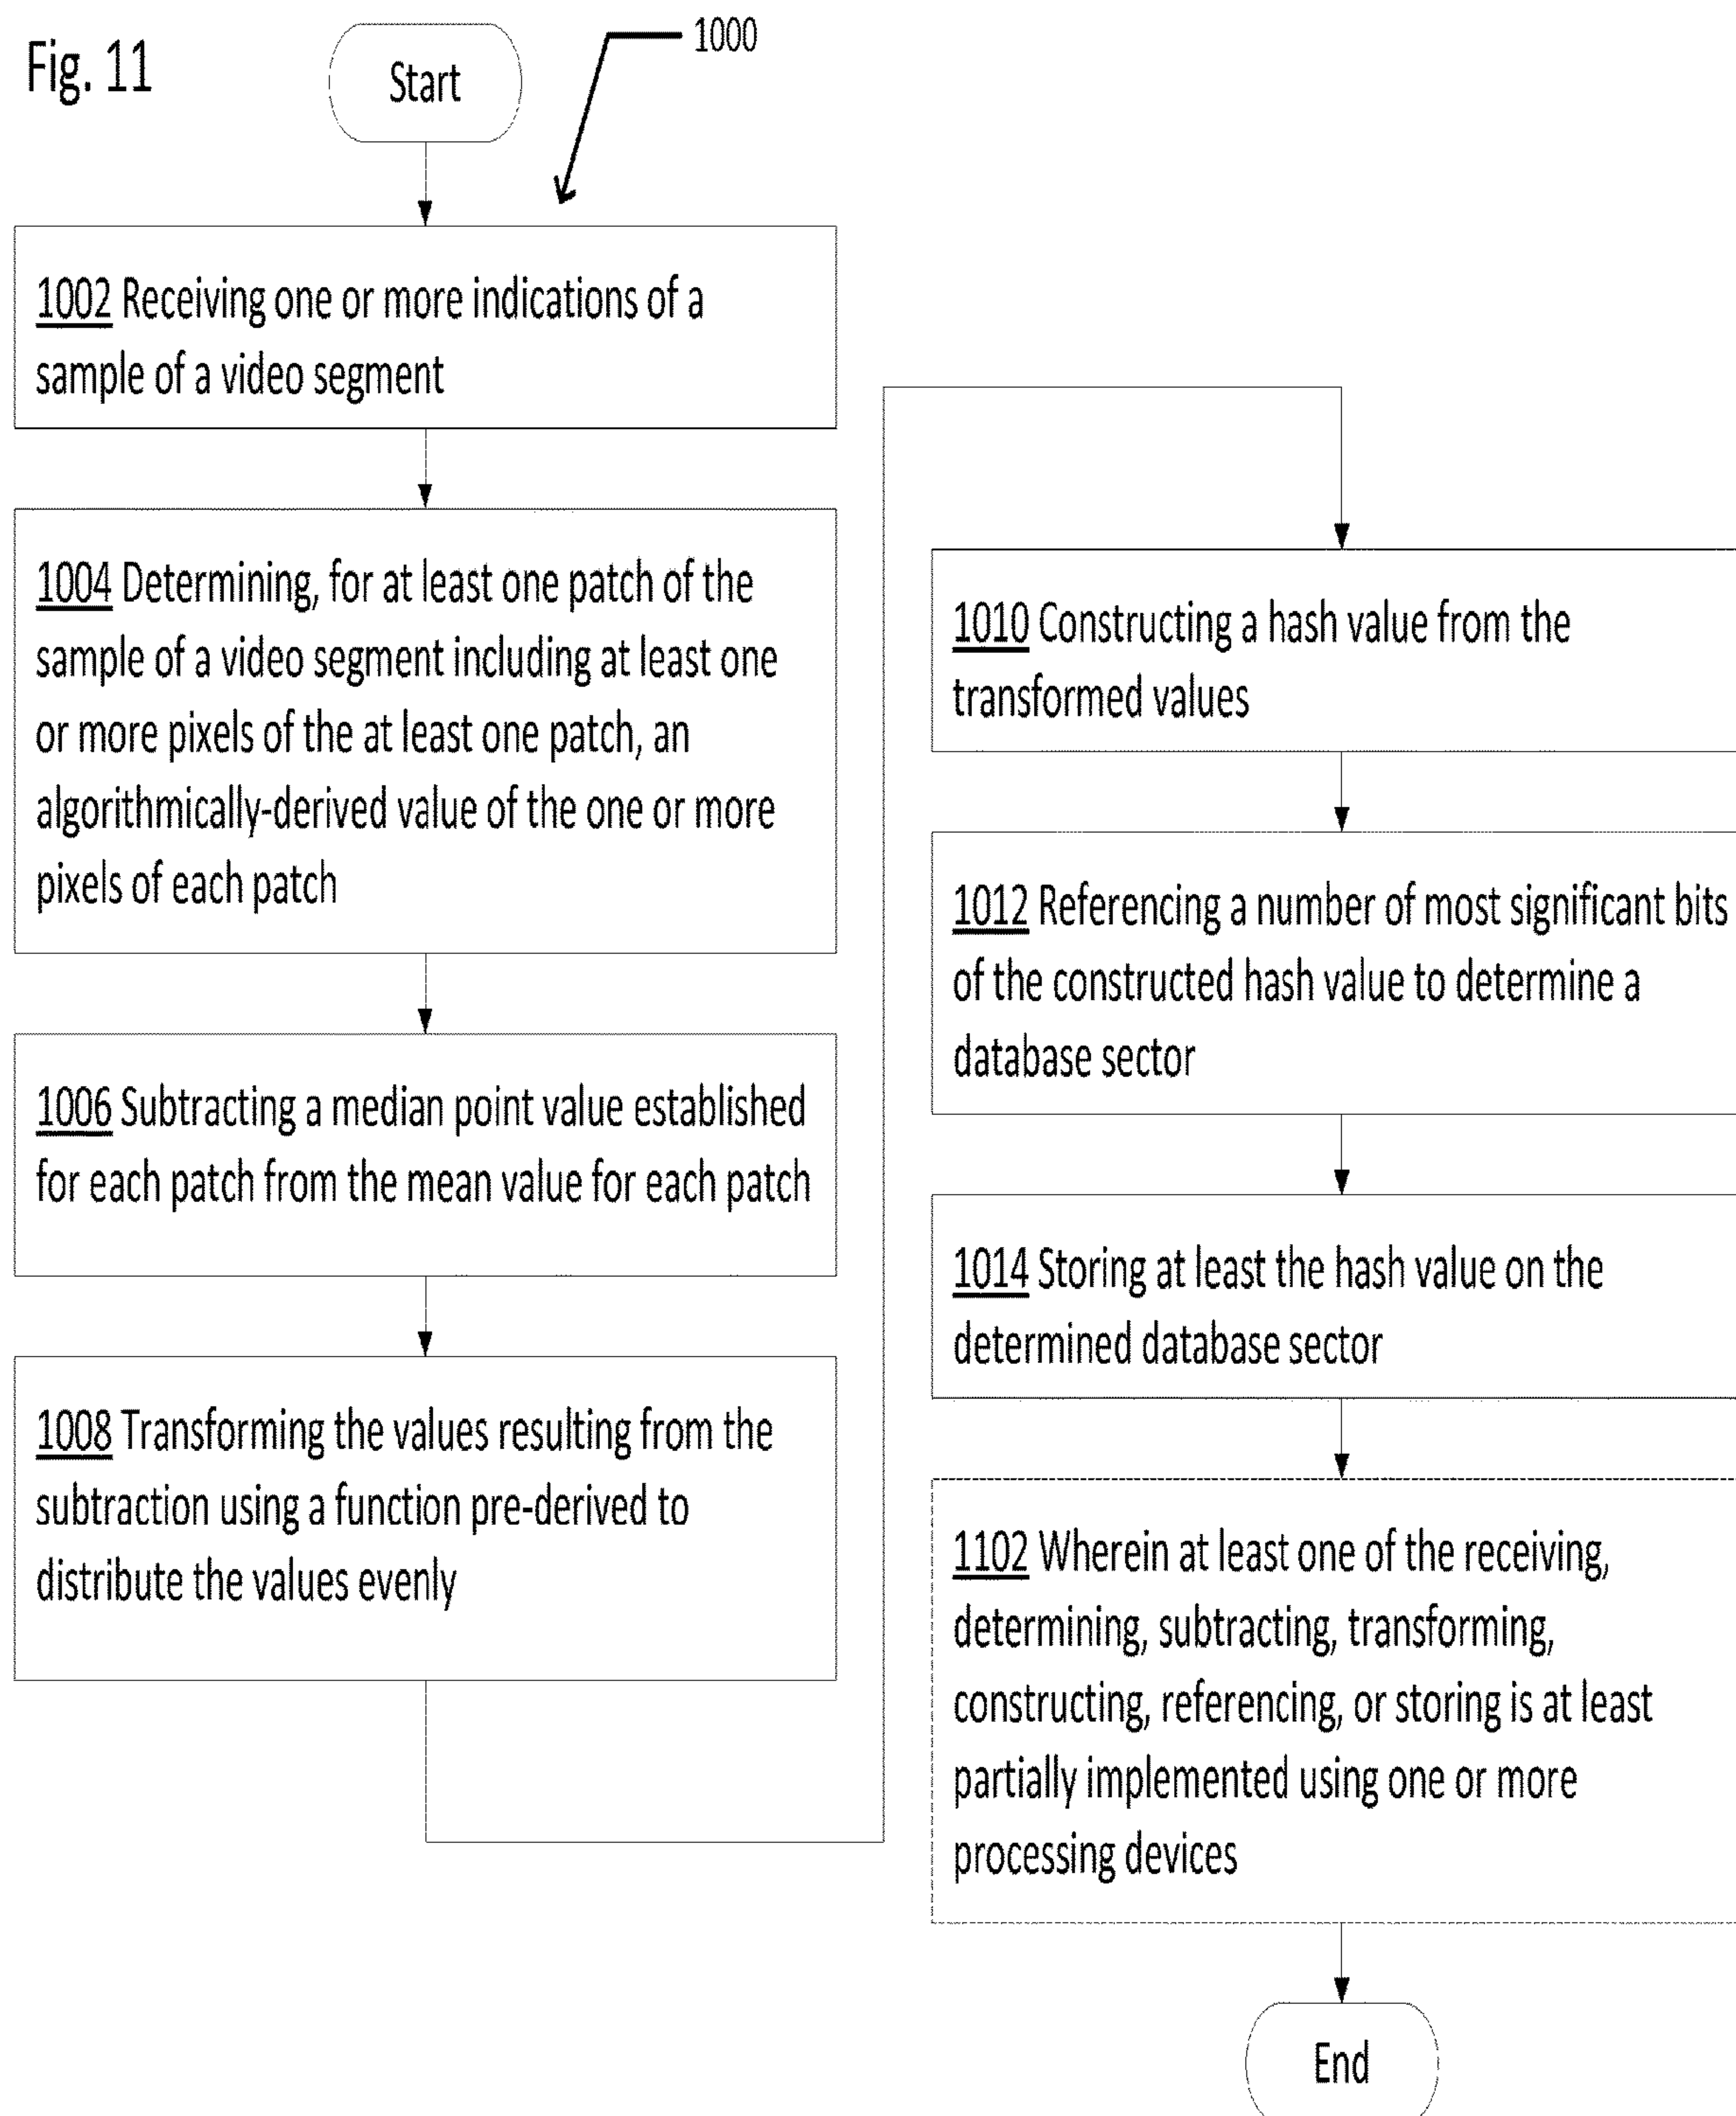 Fig. 11
Start
1000
1002 Receiving one or more indications of a
sample of a video segment
1004 Determining, for at least one patch of the
sample of a video segment including at least one
or more pixels of the at least one patch, an
algorithmically-derived value of the one or more
pixels of each patch
1006 Subtracting a median point value established
for each patch from the mean value for each patch
1008 Transforming the values resulting from the
subtraction using a function pre-derived to
distribute the values evenly
1010 Constructing a hash value from the
transformed values
1012 Referencing a number of most significant bits
of the constructed hash value to determine a
database sector
1014 Storing at least the hash value on the
determined database sector
1102 Wherein at least one of the receiving,
determining, subtracting, transforming,
constructing, referencing, or storing is at least
partially implemented using one or more
processing devices
End